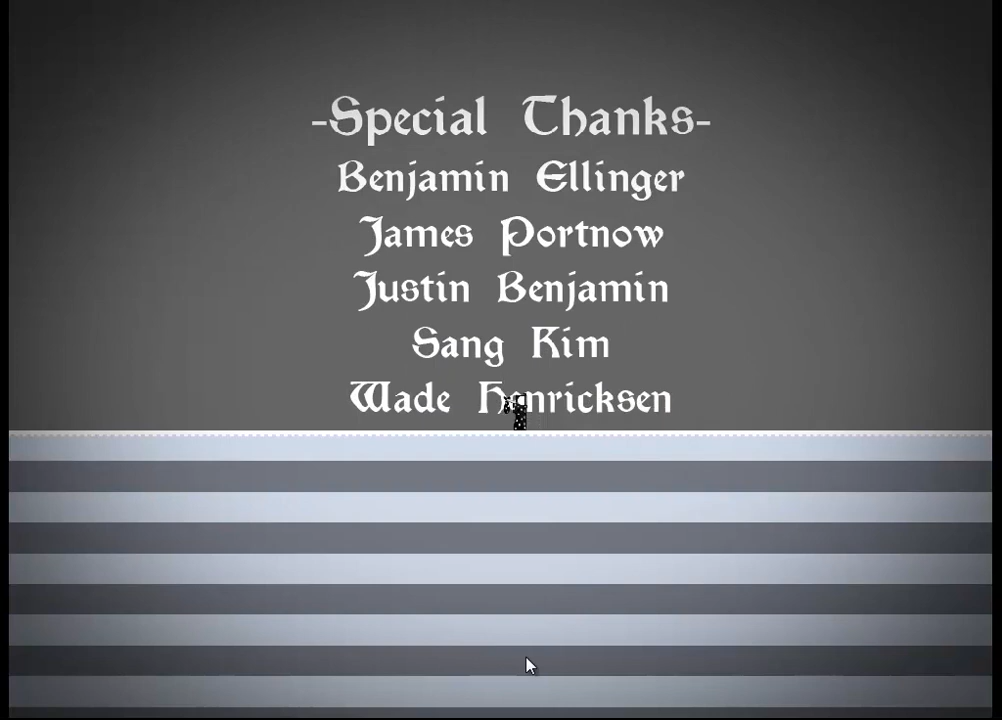 -Special Thanks-
Benjamin Ellinger
James Portnow
Justin Benjamin
Sang Kim
Wade Henricksen